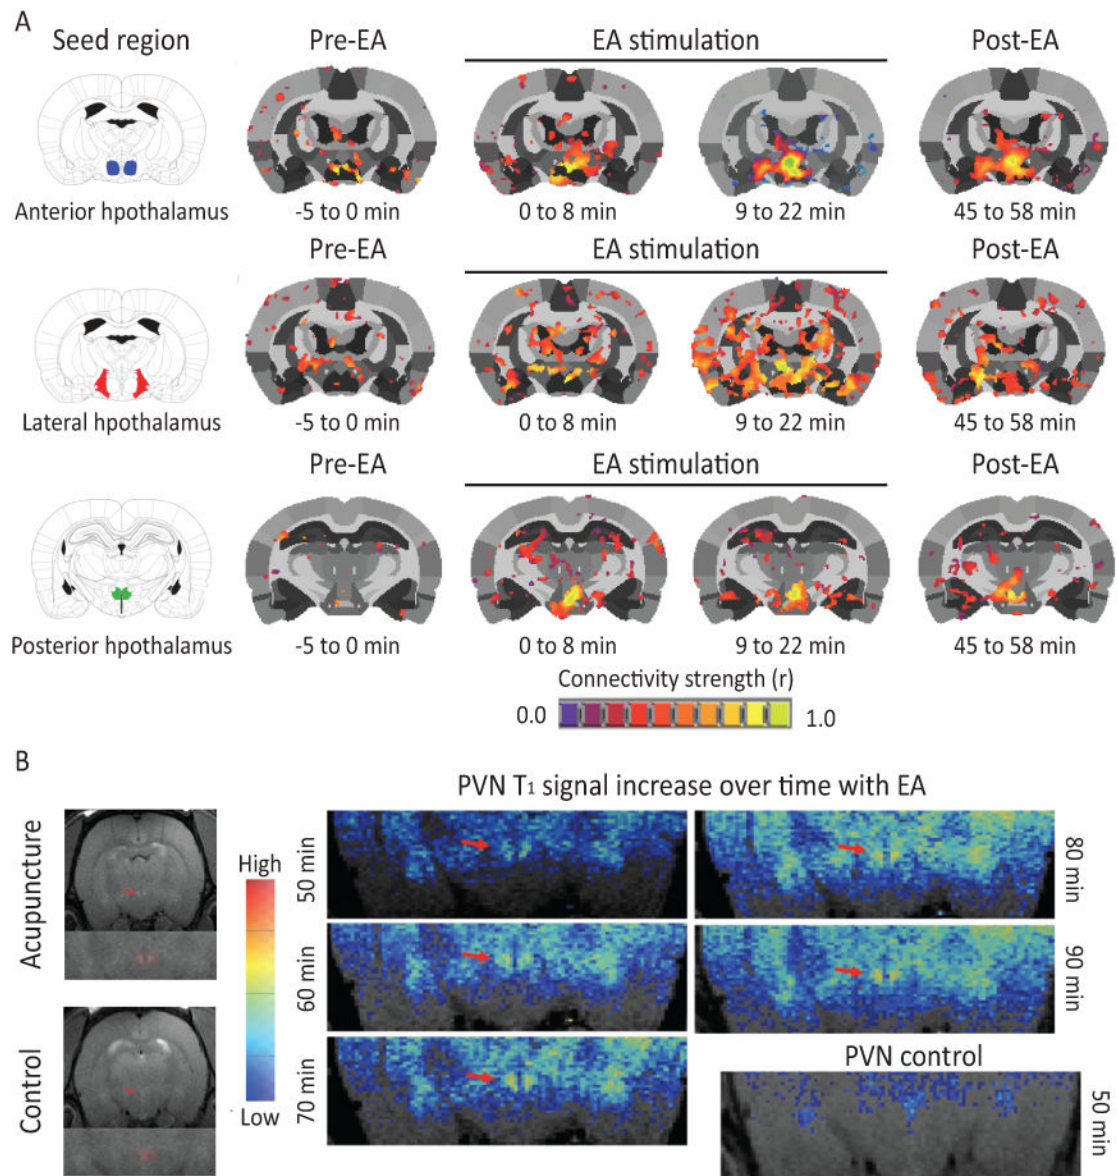 A
Seed region
Pre-EA
EA stimulation
Post-EA
Anterior hpothalamus
-5 to 0 min
0 to 8 min
9 to 22 min
45 to 58 min
Pre-EA
EA stimulation
Post-EA
Lateral hpothalamus
-5 to 0 min
0 to 8 min
9 to 22 min
45 to 58 min
Pre-EA
EA stimulation
Post-EA
Posterior hpothalamus
-5 to 0 min
0 to 8 min
9 to 22 min
45 to 58 min
Connectivity strength (r)
0.0
1.0
B
PVN T1 signal increase over time with EA
Acupuncture
Control
High
Low
50 min
60 min
70 min
80 min
90 min
PVN control
50 min